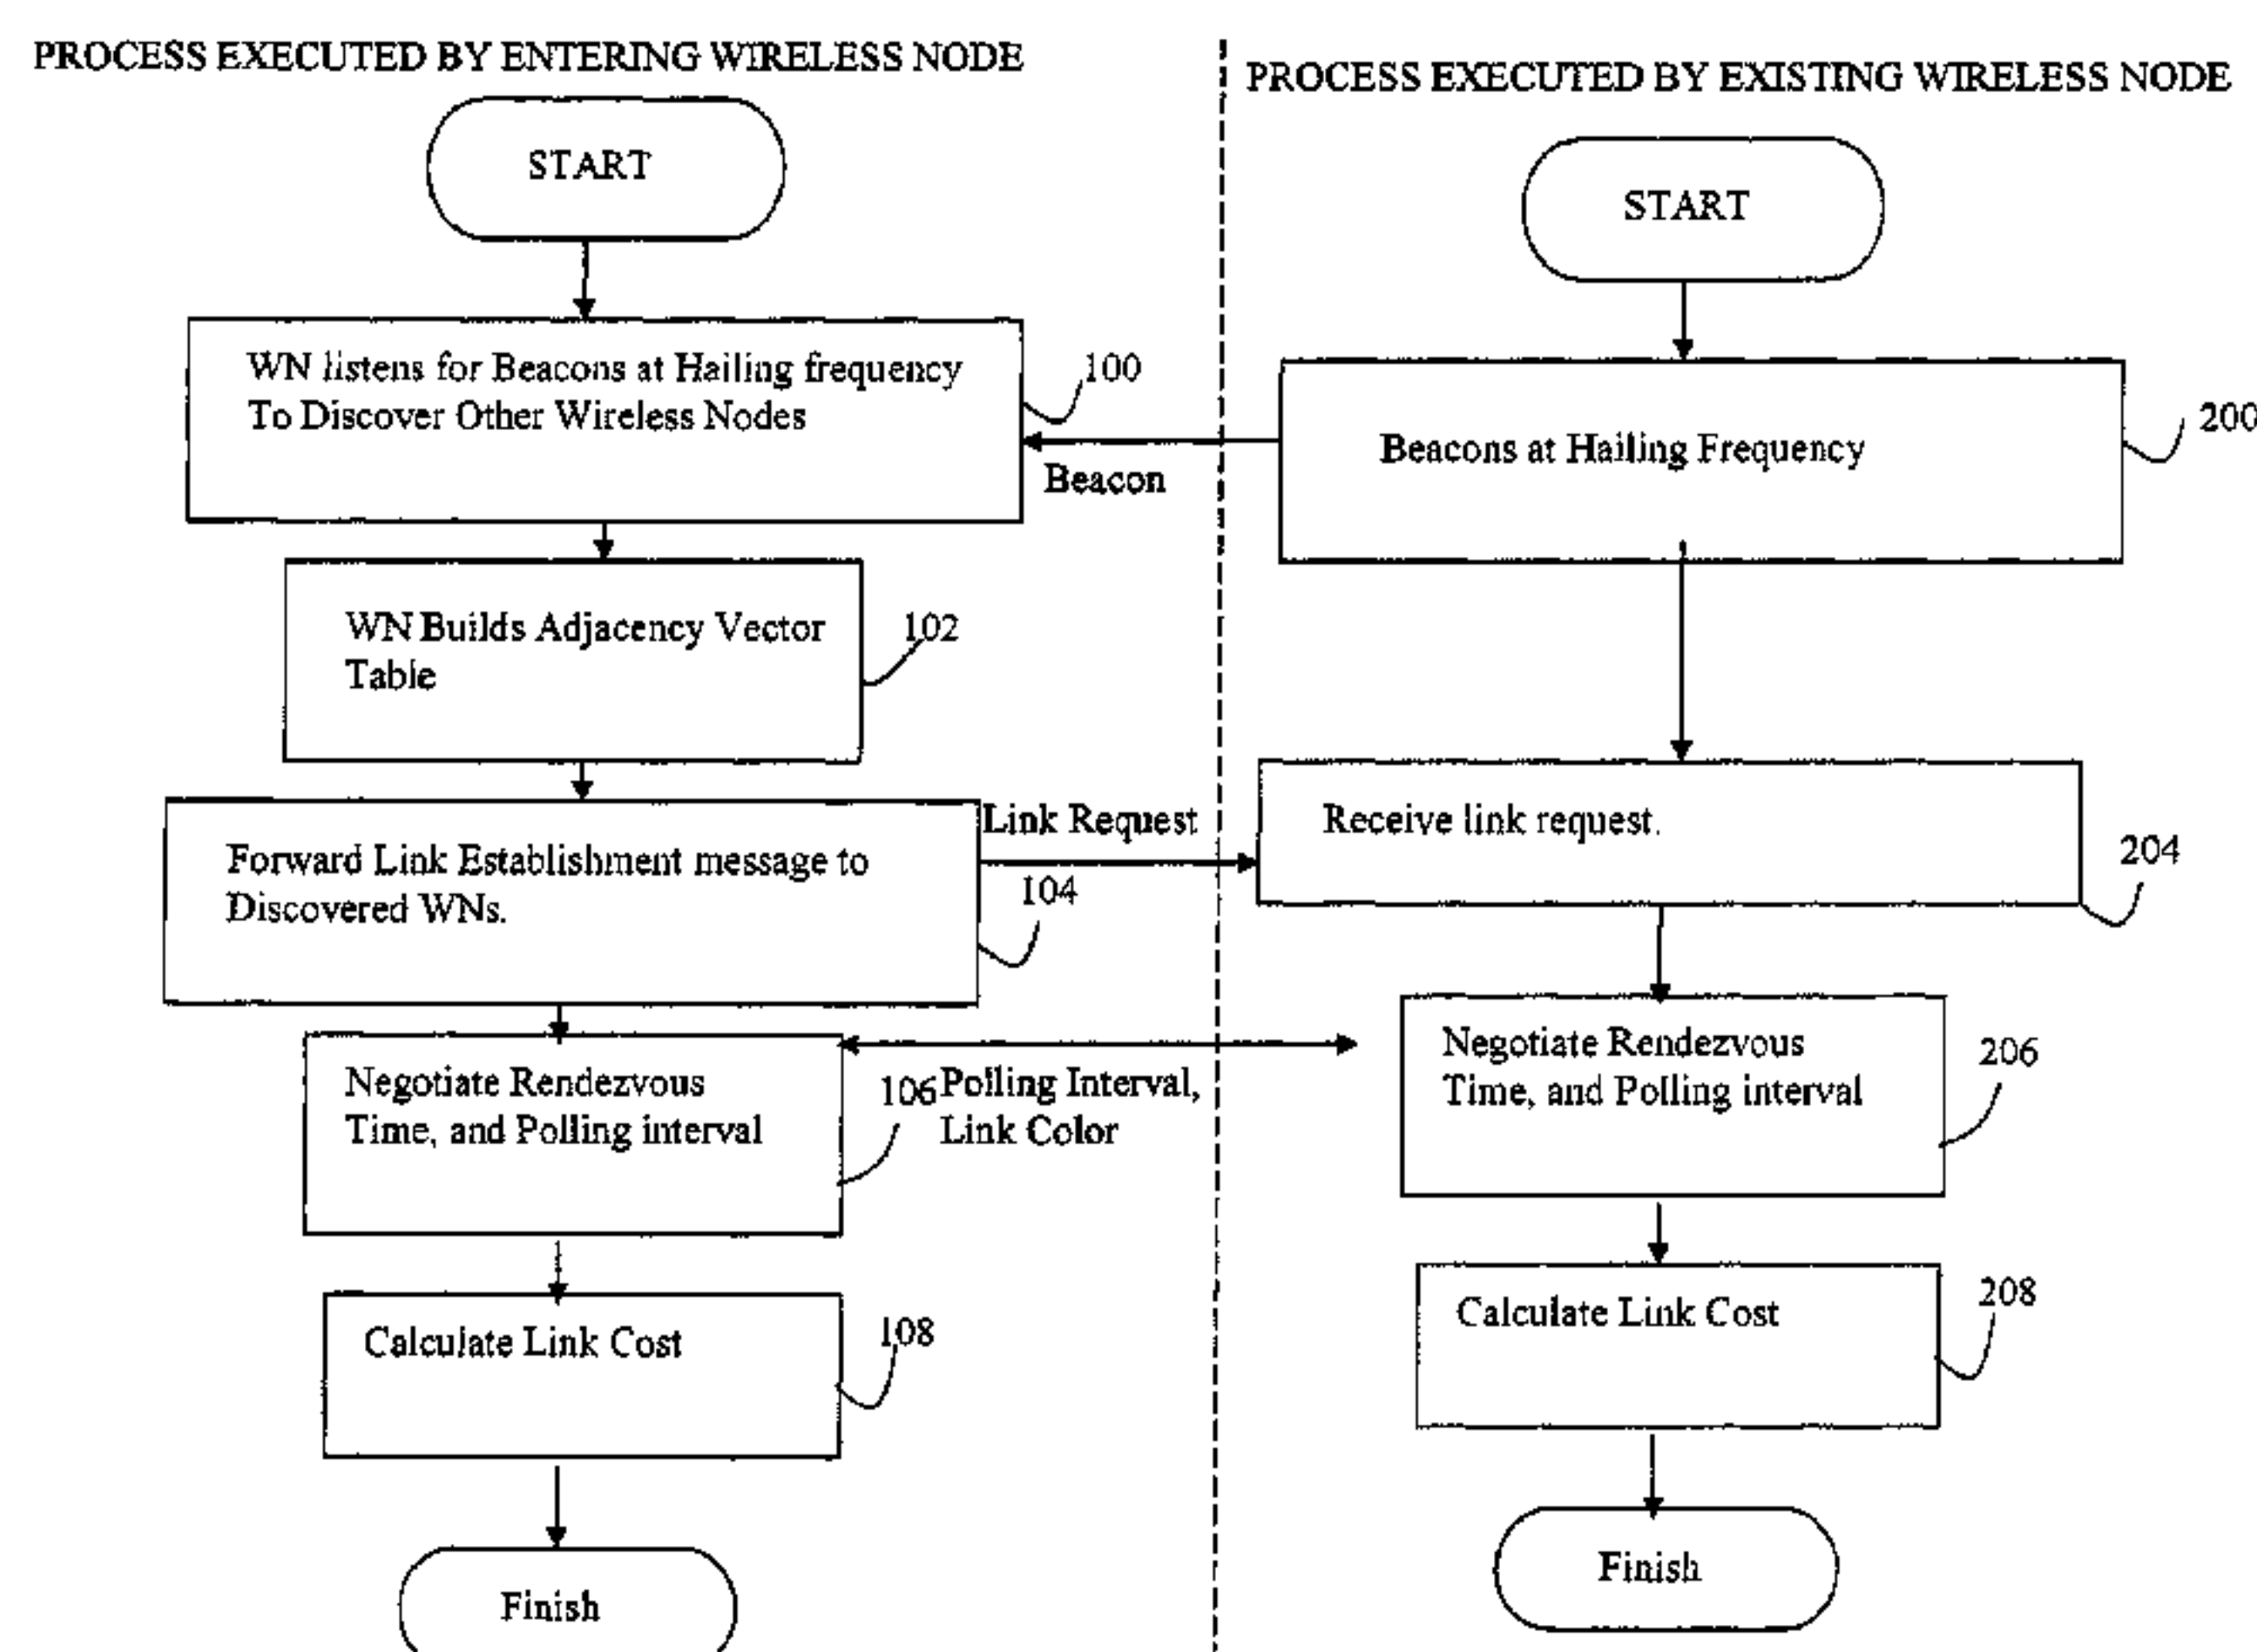 PROCESS EXECUTED BY ENTERING WIRELESS NODE
START
WN listens for Beacons at Hailing frequency
To Discover Other Wireless Nodes
100
Beacon
WN Builds Adjacency Vector
Table
102
Forward Link Establishment message to
Discovered WNs.
Link Request
104
Negotiate Rendezvous
Time, and Polling interval
106
Polling Interval,
Link Color
Calculate Link Cost
108
Finish
PROCESS EXECUTED BY EXISTING WIRELESS NODE
START
Beacons at Hailing Frequency
200
Receive link request.
204
Negotiate Rendezvous
Time, and Polling interval
206
Calculate Link Cost
208
Finish